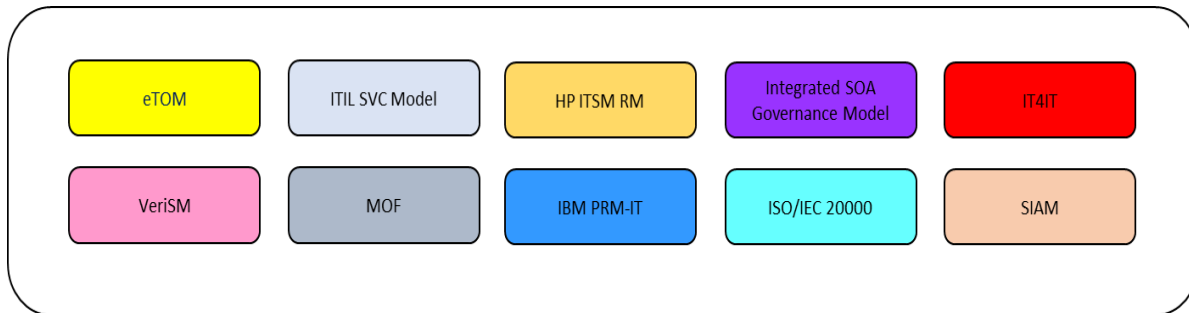 eTOM
ITIL SVC Model
HP ITSM RM
Integrated SOA
Governance Model
IT4IT
VeriSM
MOF
IBM PRM-IT
ISO/IEC 20000
SIAM